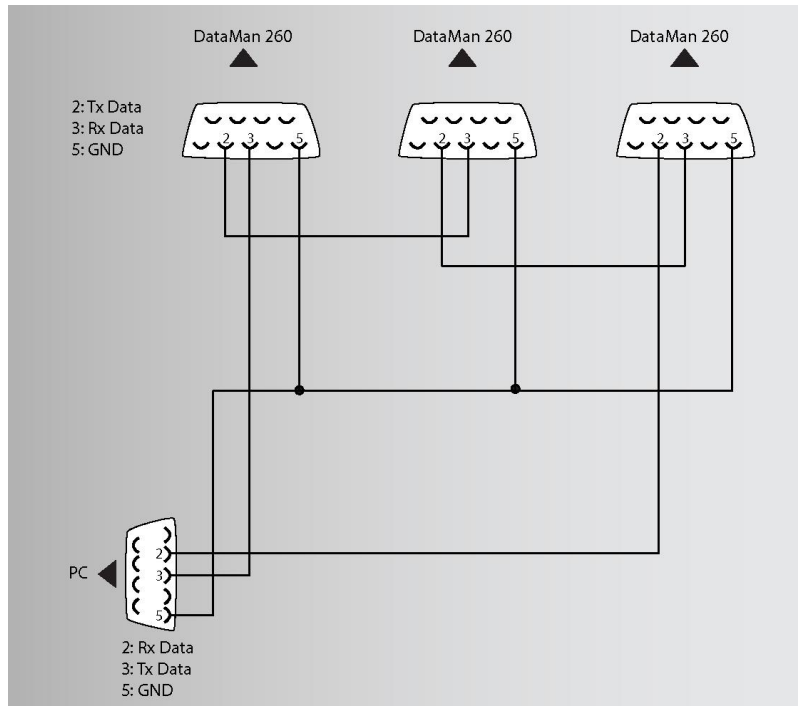 DataMan 260
DataMan 260
DataMan 260
2: Tx Data
3: Rx Data
5: GND
2 3 5
2 3 5
2 3 5
2
PC
3
5
2: Rx Data
3: Tx Data
5: GND